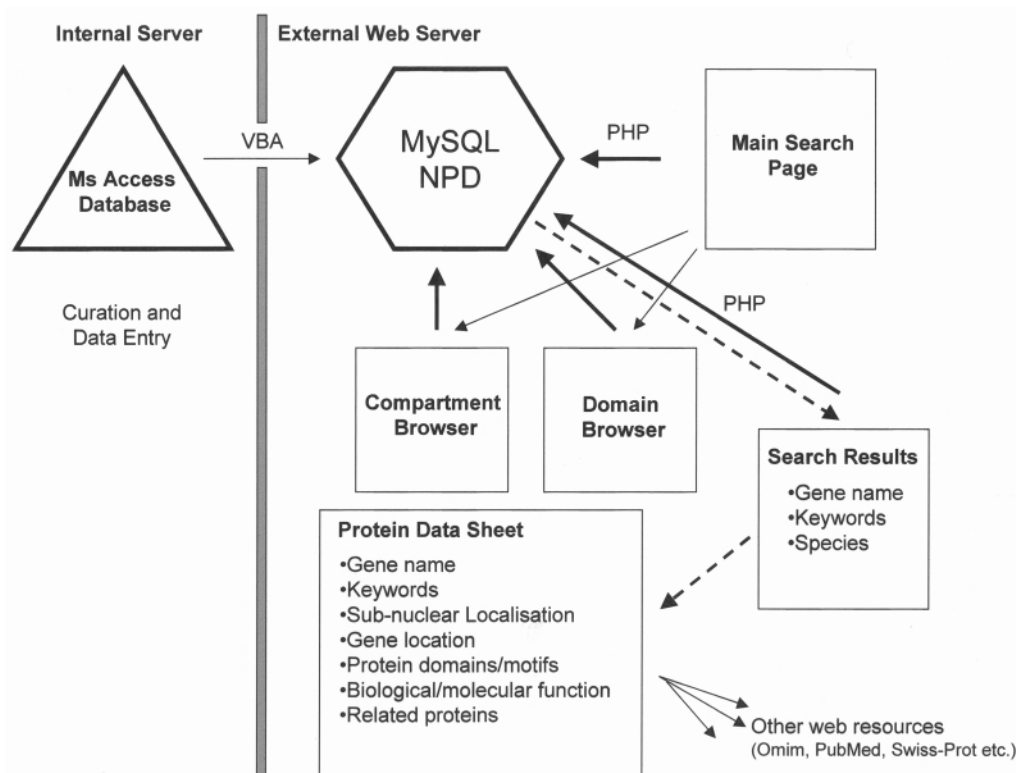 Internal Server
External Web Server
VBA
MySQL
NPD
PHP
Main Search
Page
Ms Access
Database
Curation and
Data Entry
PHP
Compartment
Browser
Domain
Browser
Search Results
•Gene name
•Keywords
•Species
Protein Data Sheet
•Gene name
•Keywords
•Sub-nuclear Localisation
•Gene location
•Protein domains/motifs
•Biological/molecular function
•Related proteins
Other web resources
(Omim, PubMed, Swiss-Prot etc.)